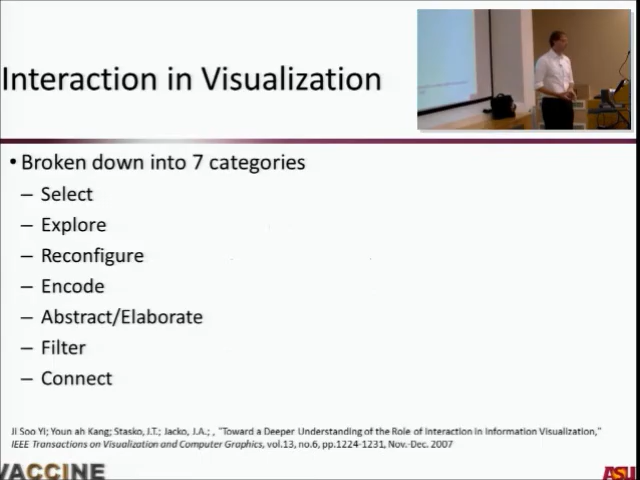 Interaction in Visualization
• Broken down into 7 categories
– Select
– Explore
– Reconfigure
– Encode
– Abstract/Elaborate
– Filter
– Connect
Ji Soo Yi; Youn ah Kang; Stasko, J.T.; Jacko, J.A.; , "Toward a Deeper Understanding of the Role of Interaction in Information Visualization,"
IEEE Transactions on Visualization and Computer Graphics, vol.13, no.6, pp.1224-1231, Nov.-Dec. 2007
VACCINE
ASU